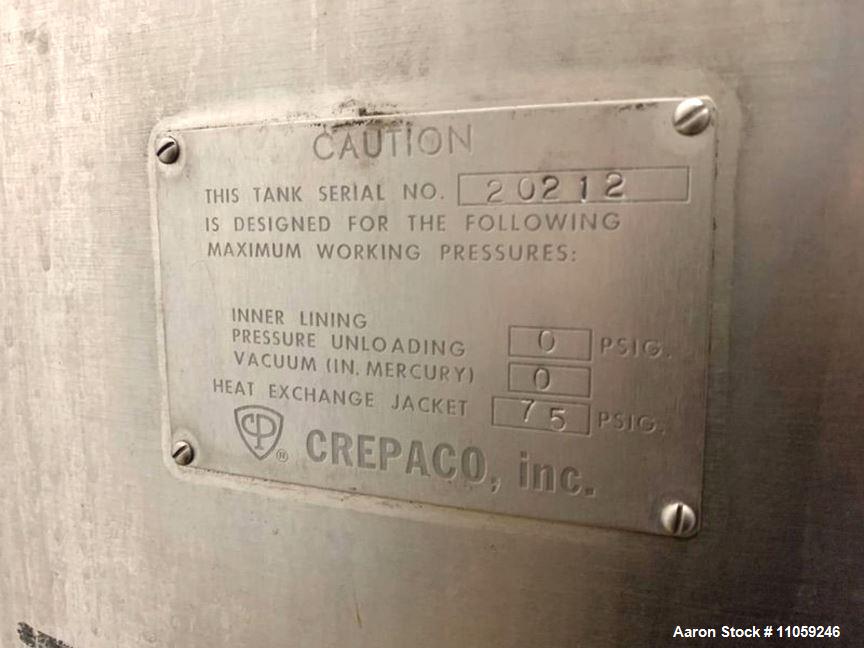 CAUTION
THIS TANK SERIAL NO. 20212
IS DESIGNED FOR THE FOLLOWING
MAXIMUM WORKING PRESSURES:
INNER LINING
PRESSURE UNLOADING 0 PSIG.
VACUUM (IN. MERCURY) 0
HEAT EXCHANGE JACKET 75 PSIG.
CP ® CREPACO, inc.
Aaron Stock # 11059246